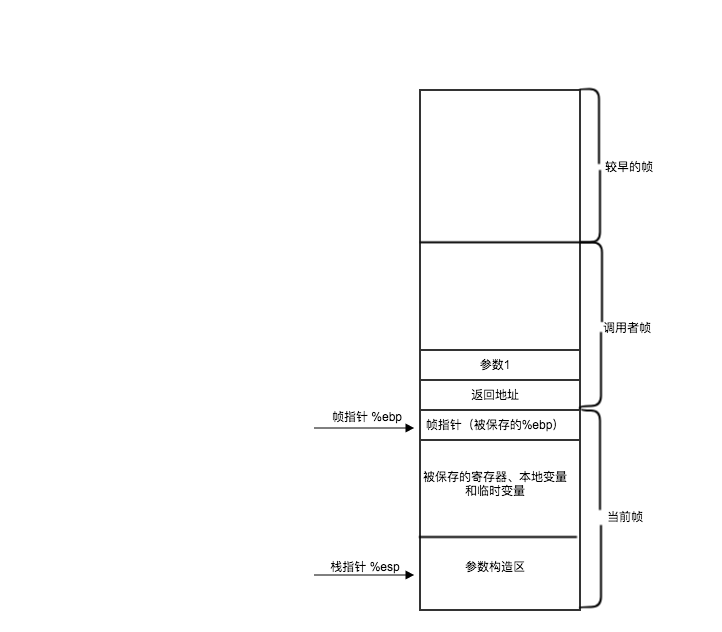 较早的帧
调用者帧
参数1
返回地址
帧指针 %ebp
帧指针（被保存的%ebp）
被保存的寄存器、本地变量
和临时变量
当前帧
栈指针 %esp
参数构造区